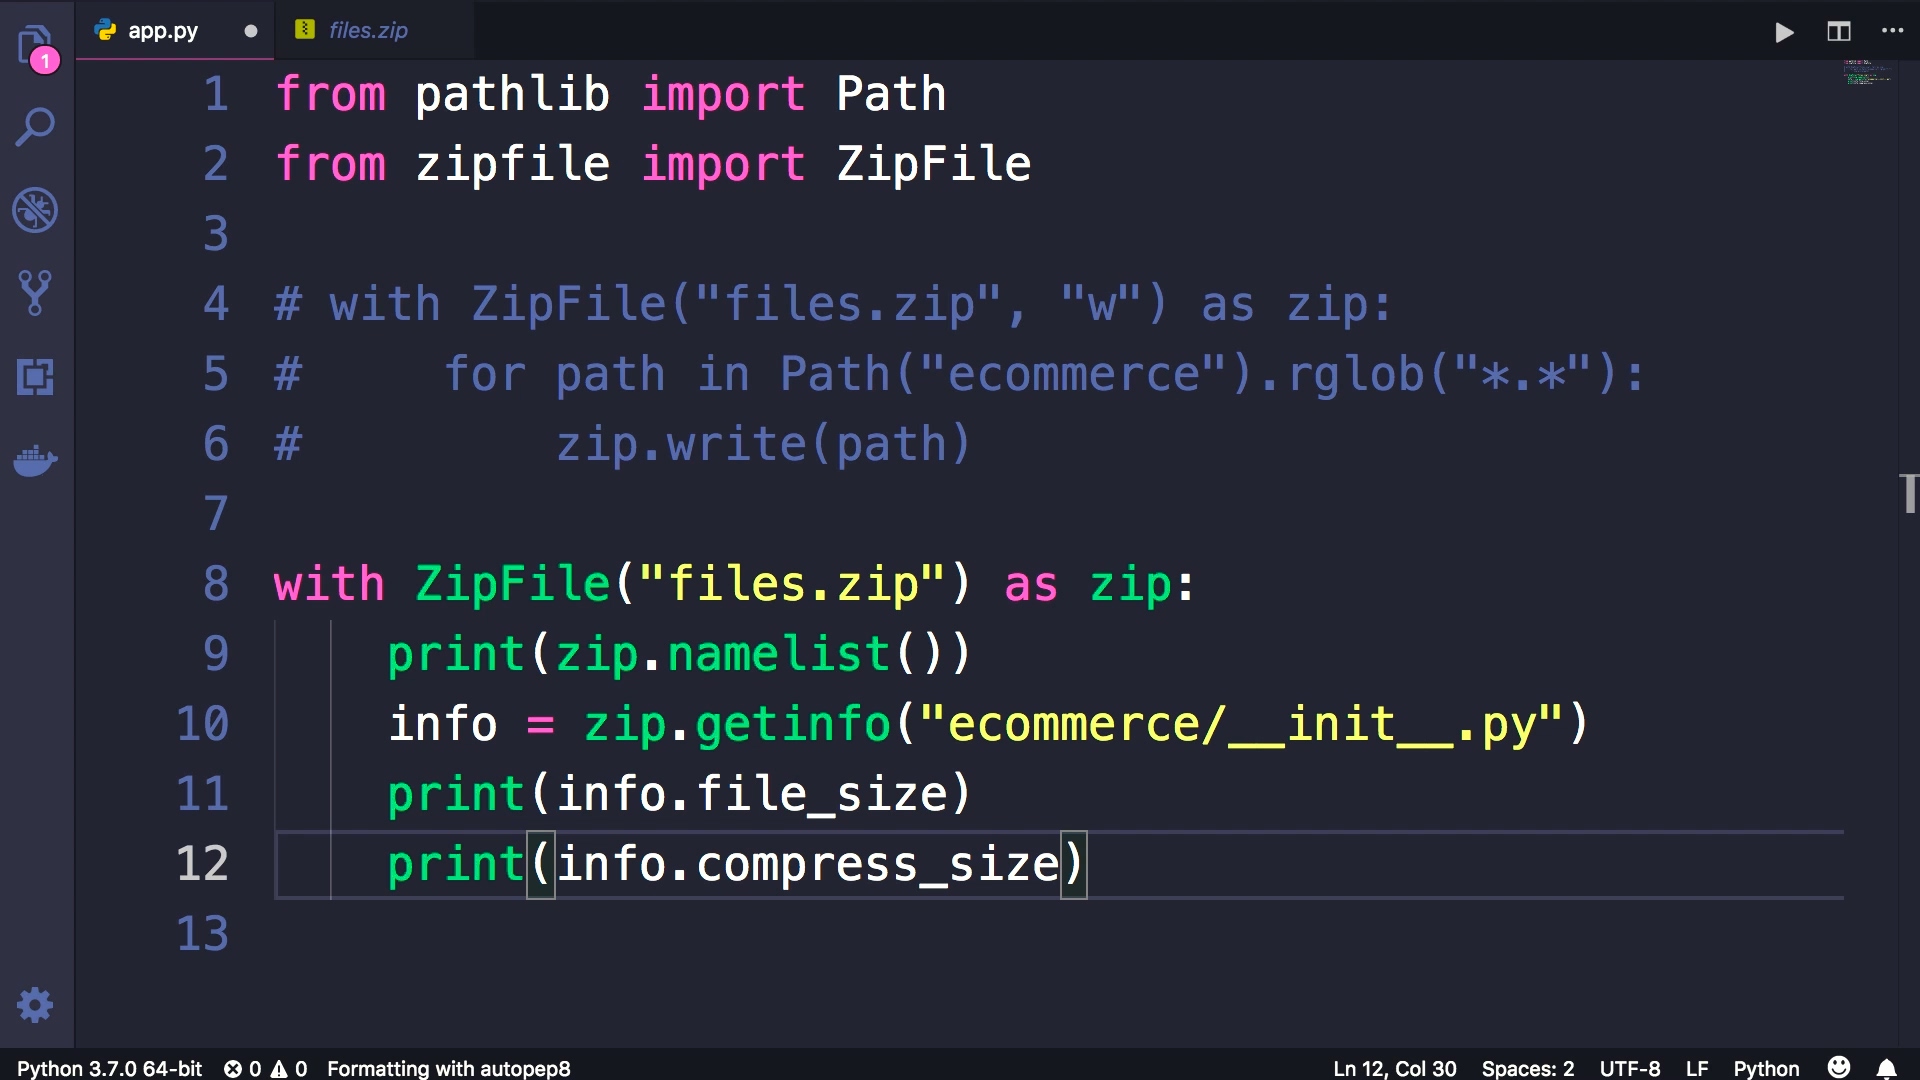 app.py
files.zip
1
1 from pathlib import Path
2 from zipfile import ZipFile
3
4 # with ZipFile("files.zip", "w") as zip:
5 #     for path in Path("ecommerce").rglob("*.*"):
6 #         zip.write(path)
7
8 with ZipFile("files.zip") as zip:
9     print(zip.namelist())
10     info = zip.getinfo("ecommerce/__init__.py")
11     print(info.file_size)
12     print(info.compress_size)
13
Python 3.7.0 64-bit 0 0 Formatting with autopep8 Ln 12, Col 30 Spaces: 2 UTF-8 LF Python